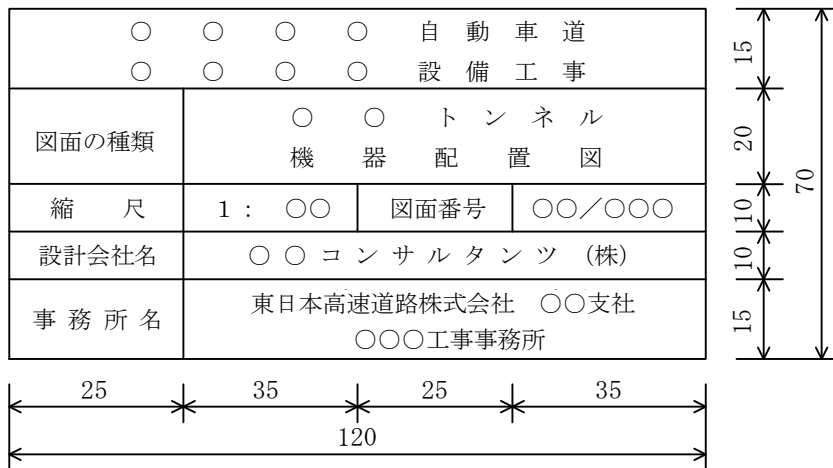 ○ ○ ○ ○ 自 動 車 道
○ ○ ○ ○ 設 備 工 事
図面の種類
○ ○ ト ン ネ ル
機 器 配 置 図
縮 尺
1 : ○○
図面番号
○○／○○○
設計会社名
○ ○ コ ン サ ル タ ン ツ (株)
事 務 所 名
東日本高速道路株式会社 ○○支社
○○○工事事務所
15
20
10
10
15
70
25
35
25
35
120